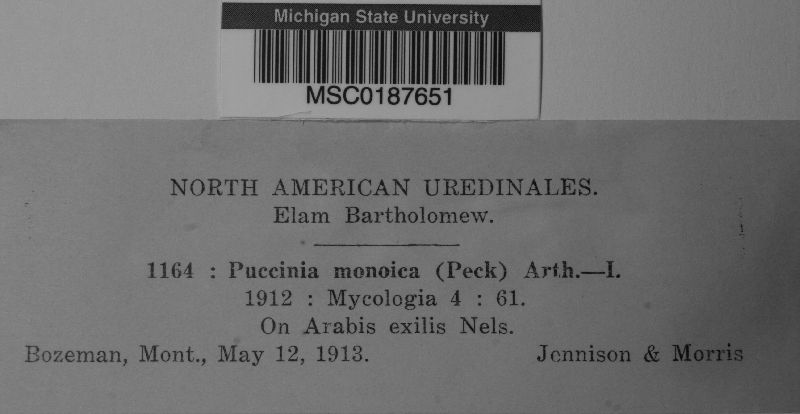 Michigan State University
MSC0187651
NORTH AMERICAN UREDINALES.
Elam Bartholomew.
1164 : Puccinia monoica (Peck) Arth.—I.
1912 : Mycologia 4 : 61.
On Arabis exilis Nels.
Bozeman, Mont., May 12, 1913. Jennison & Morris